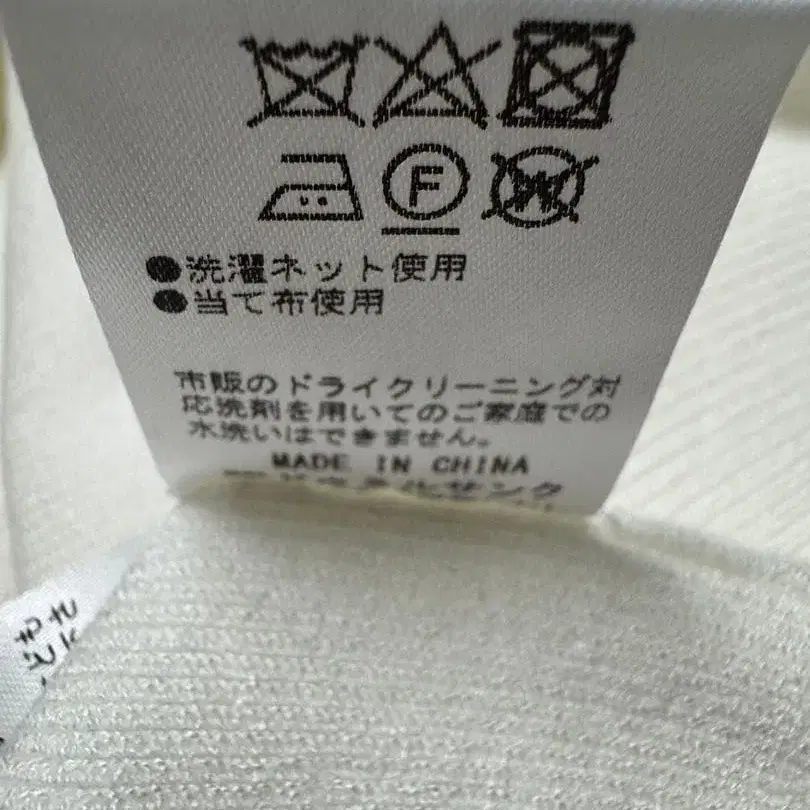 F
W
●洗濯ネット使用
●当て布使用
市販のドライクリーニング対
応洗剤を用いてのご家庭での
水洗いはできません。
MADE IN CHINA